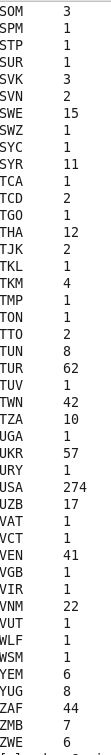 SOM 3
SPM 1
STP 1
SUR 1
SVK 3
SVN 2
SWE 15
SWZ 1
SYC 1
SYR 11
TCA 1
TCD 2
TGO 1
THA 12
TJK 2
TKL 1
TKM 4
TMP 1
TON 1
TTO 2
TUN 8
TUR 62
TUV 1
TWN 42
TZA 10
UGA 1
UKR 57
URY 1
USA 274
UZB 17
VAT 1
VCT 1
VEN 41
VGB 1
VIR 1
VNM 22
VUT 1
WLF 1
WSM 1
YEM 6
YUG 8
ZAF 44
ZMB 7
ZWE 6